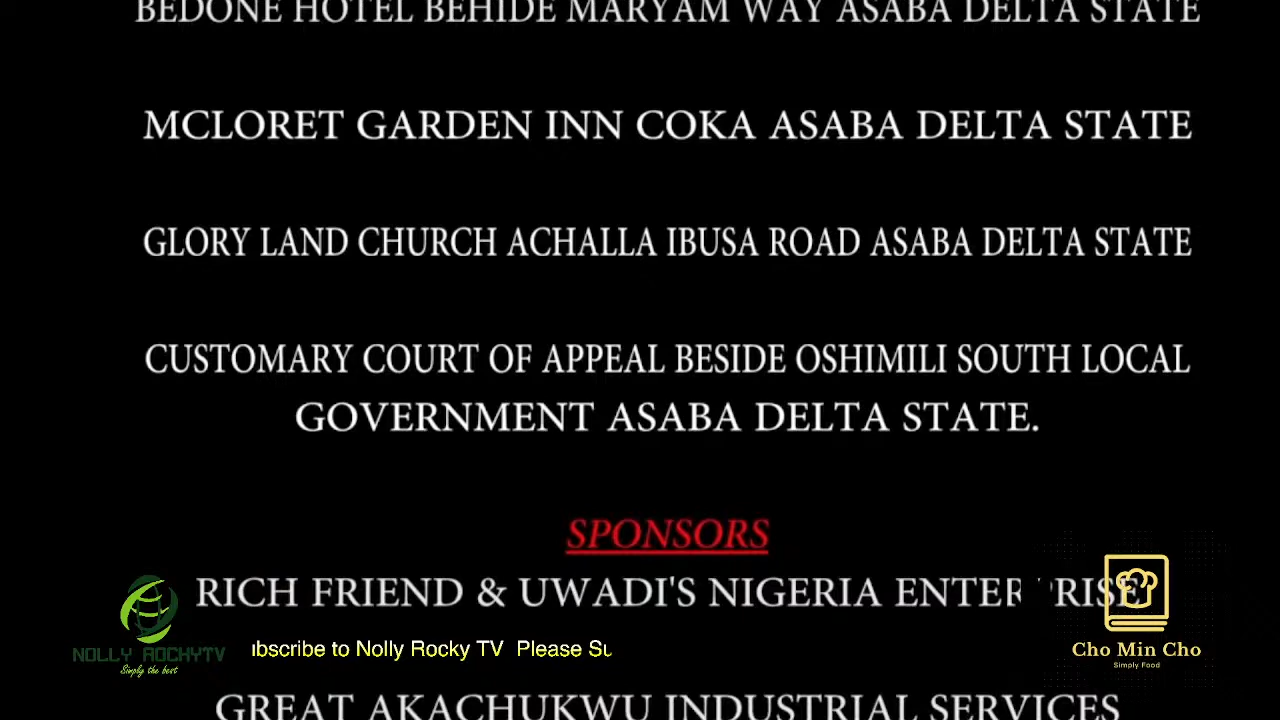 BEDONE HOTEL BEHIDE MARYAM WAY ASABA DELTA STATE
MCLORET GARDEN INN COKA ASABA DELTA STATE
GLORY LAND CHURCH ACHALLA IBUSA ROAD ASABA DELTA STATE
CUSTOMARY COURT OF APPEAL BESIDE OSHIMILI SOUTH LOCAL
GOVERNMENT ASABA DELTA STATE.
SPONSORS
RICH FRIEND & UWADI'S NIGERIA
NOLLY ROCKYTV
Simply the best
bscribe to Nolly Rocky TV Please Su
Cho Min Cho
Simply Food
GREAT AKACHUKWU INDUSTRIAL SERVICES